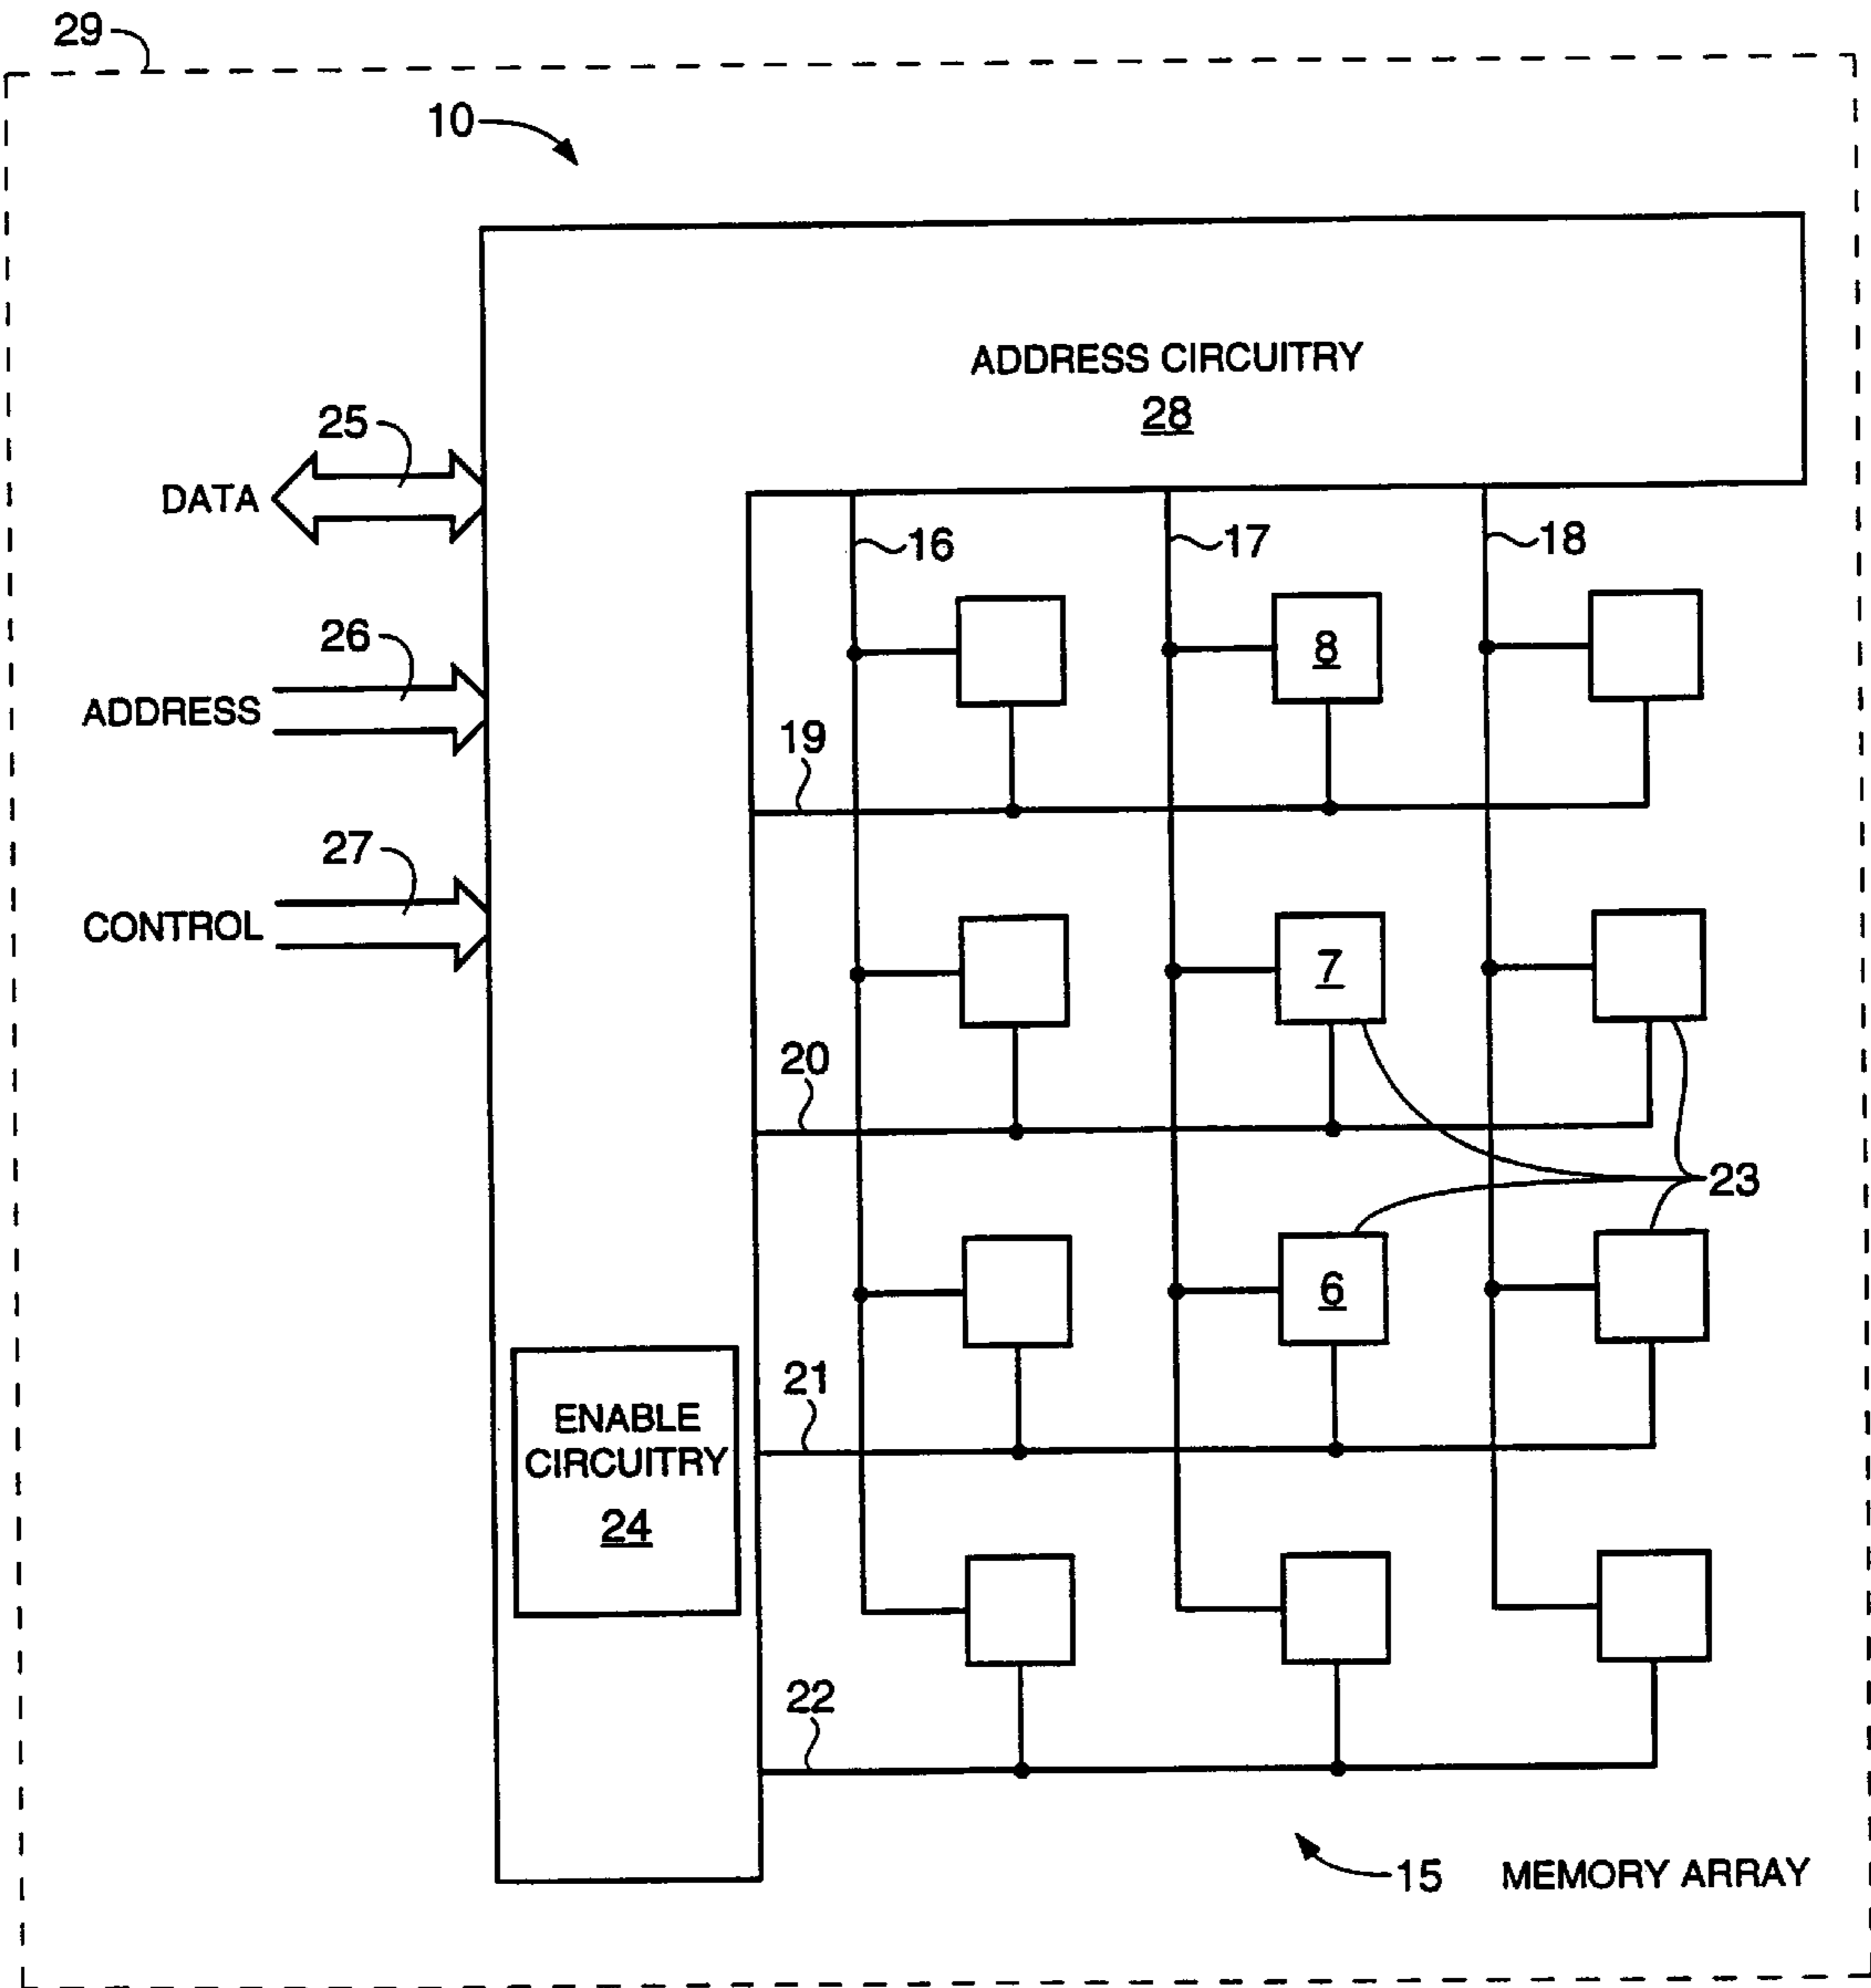 29
10
ADDRESS CIRCUITRY
28
25
DATA
16
17
18
26
ADDRESS
8
19
27
CONTROL
7
20
23
6
21
ENABLE
CIRCUITRY
24
22
15
MEMORY ARRAY